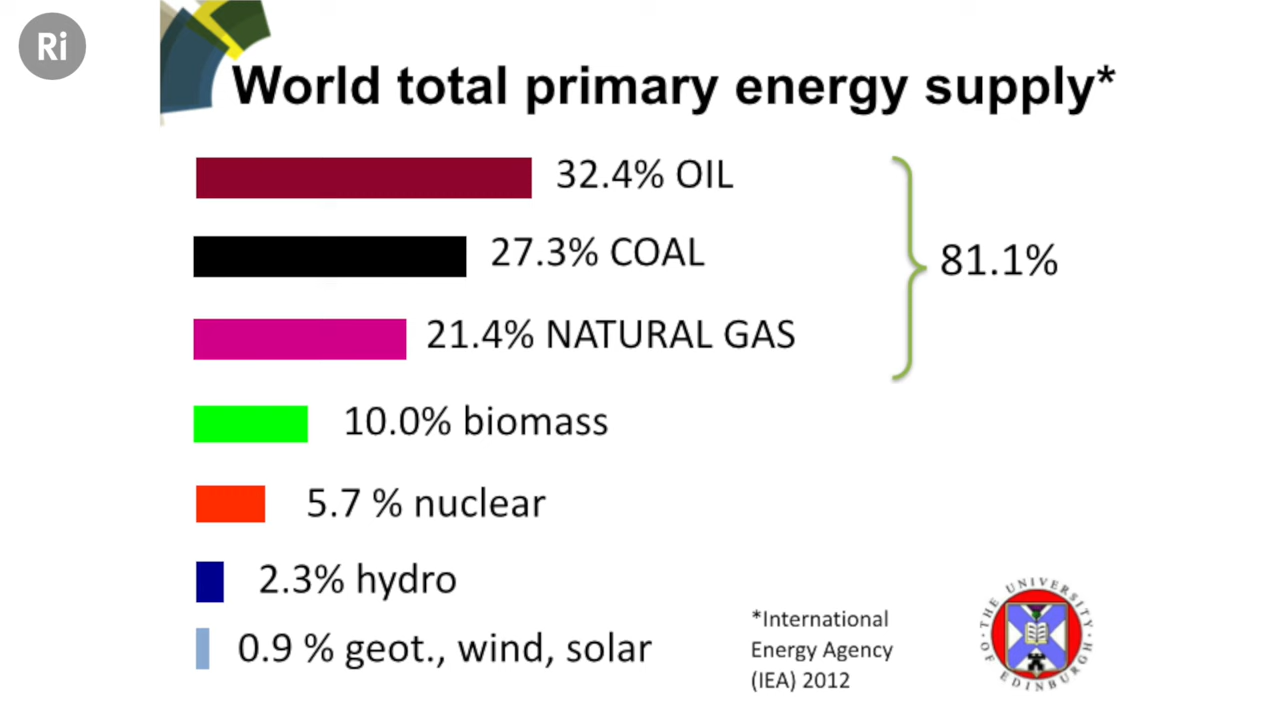 Ri
World total primary energy supply*
32.4% OIL
27.3% COAL
81.1%
21.4% NATURAL GAS
10.0% biomass
5.7 % nuclear
2.3% hydro
0.9 % geot., wind, solar
*International
Energy Agency
(IEA) 2012
THE UNIVERSITY
OF EDINBURGH